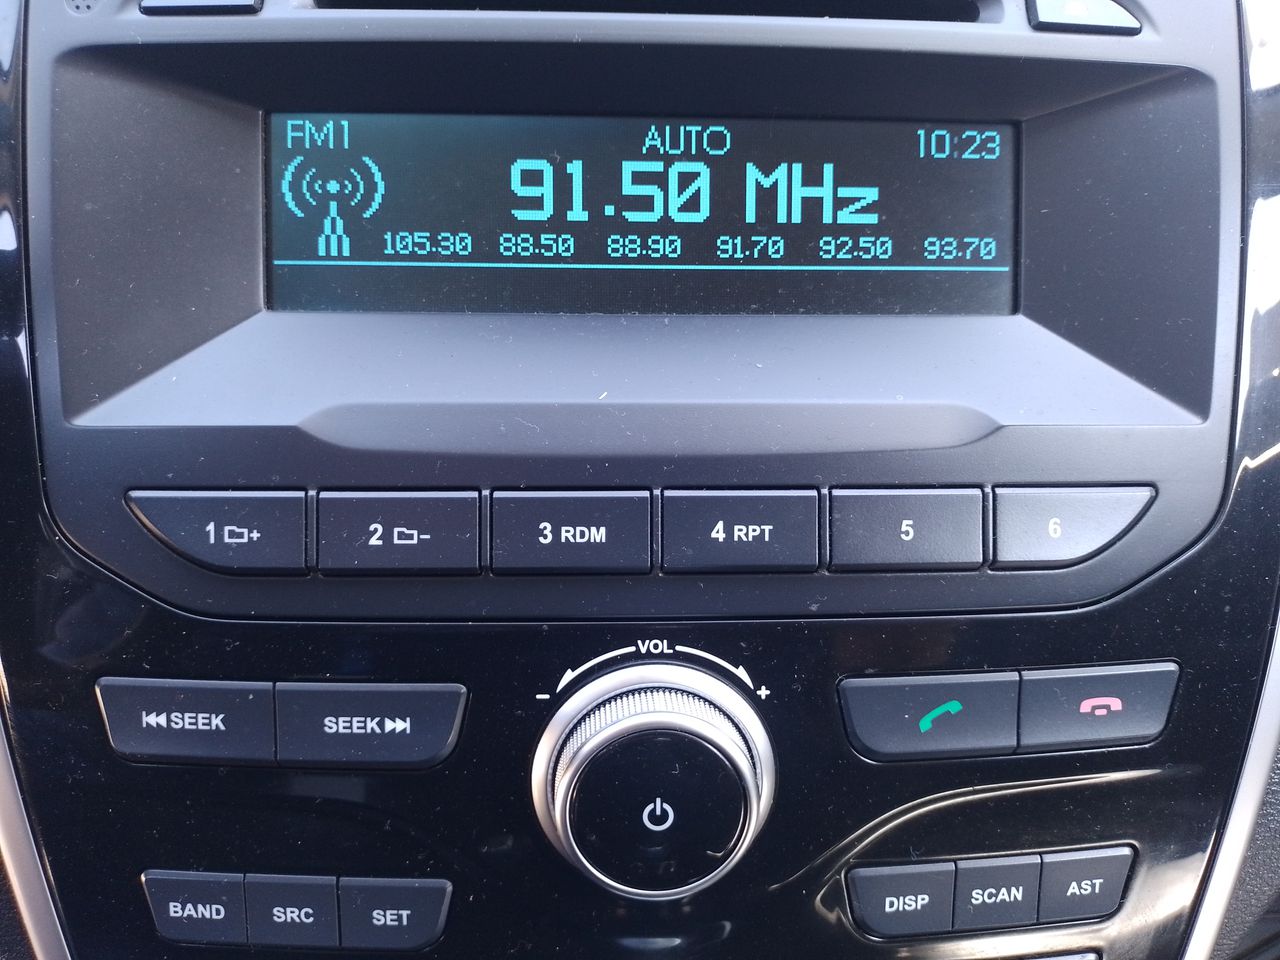 FM1 AUTO 10:23
91.50 MHz
105.30 88.50 88.90 91.70 92.50 93.70
1 + 2 - 3 RDM 4 RPT 5 6
- VOL +
SEEK SEEK
BAND SRC SET DISP SCAN AST